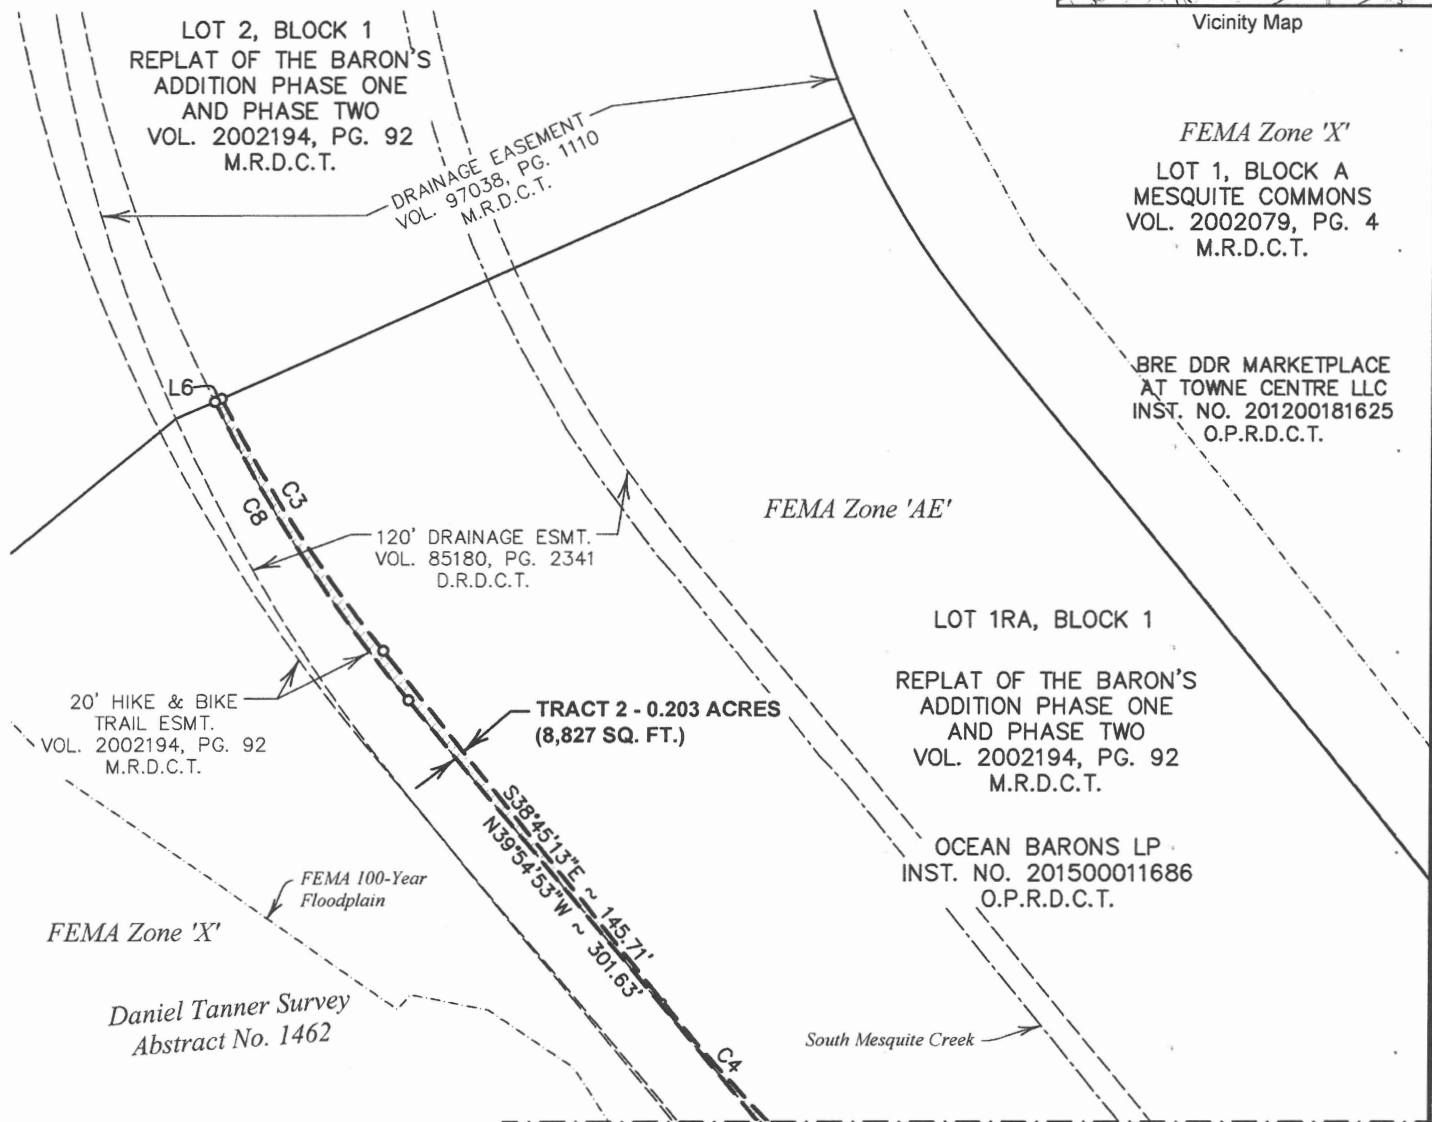 Vicinity Map
LOT 2, BLOCK 1
REPLAT OF THE BARON'S
ADDITION PHASE ONE
AND PHASE TWO
VOL. 2002194, PG. 92
M.R.D.C.T.
DRAINAGE EASEMENT
VOL. 97038, PG. 1110
M.R.D.C.T.
FEMA Zone 'X'
LOT 1, BLOCK A
MESQUITE COMMONS
VOL. 2002079, PG. 4
M.R.D.C.T.
BRE DDR MARKETPLACE
AT TOWNE CENTRE LLC
INST. NO. 201200181625
O.P.R.D.C.T.
L6
C3
C8
FEMA Zone 'AE'
120' DRAINAGE ESMT.
VOL. 85180, PG. 2341
D.R.D.C.T.
20' HIKE & BIKE
TRAIL ESMT.
VOL. 2002194, PG. 92
M.R.D.C.T.
TRACT 2 - 0.203 ACRES
(8,827 SQ. FT.)
LOT 1RA, BLOCK 1
REPLAT OF THE BARON'S
ADDITION PHASE ONE
AND PHASE TWO
VOL. 2002194, PG. 92
M.R.D.C.T.
OCEAN BARONS LP
INST. NO. 201500011686
O.P.R.D.C.T.
S38°45'13"E ~ 145.71'
N39°54'53"W ~ 301.63'
FEMA 100-Year
Floodplain
FEMA Zone 'X'
Daniel Tanner Survey
Abstract No. 1462
South Mesquite Creek
C4